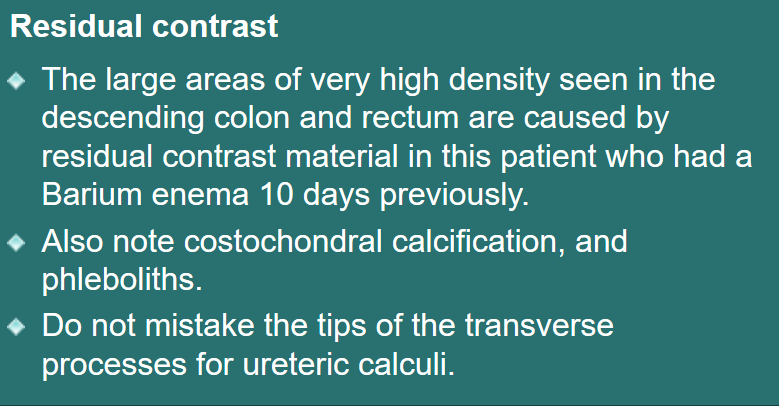 Residual contrast
The large areas of very high density seen in the
descending colon and rectum are caused by
residual contrast material in this patient who had a
Barium enema 10 days previously.
Also note costochondral calcification, and
phleboliths.
Do not mistake the tips of the transverse
processes for ureteric calculi.